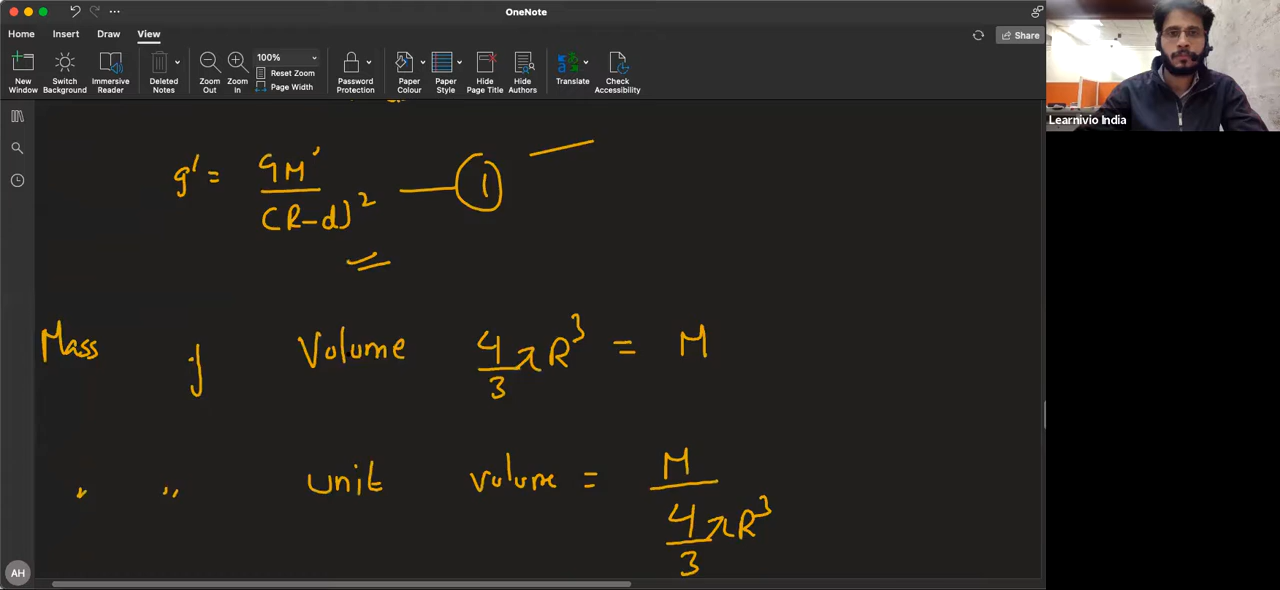 OneNote
Home Insert Draw View
Share
New Window
Switch Background
Immersive Reader
Deleted Notes
Zoom Out
Zoom In
100%
Reset Zoom
Page Width
Password Protection
Paper Colour
Paper Style
Hide Page Title
Hide Authors
Translate
Check Accessibility
Learnivio India
g' = GM' / (R-d)² — 1
Mass of Volume 4/3 πR³ = M
" " unit volume = M / 4/3 πR³
AH